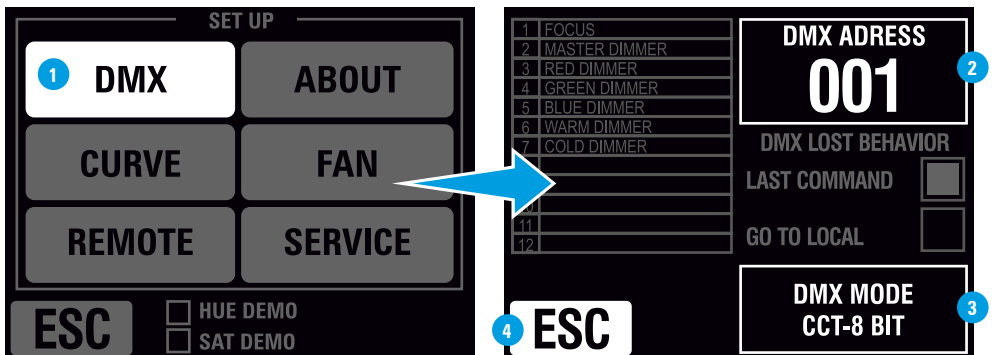 SET UP
1 DMX
ABOUT
CURVE
FAN
REMOTE
SERVICE
ESC
HUE DEMO
SAT DEMO
1 FOCUS
2 MASTER DIMMER
3 RED DIMMER
4 GREEN DIMMER
5 BLUE DIMMER
6 WARM DIMMER
7 COLD DIMMER
10
11
12
DMX ADRESS
001
2
DMX LOST BEHAVIOR
LAST COMMAND
GO TO LOCAL
DMX MODE
CCT-8 BIT
3
4 ESC